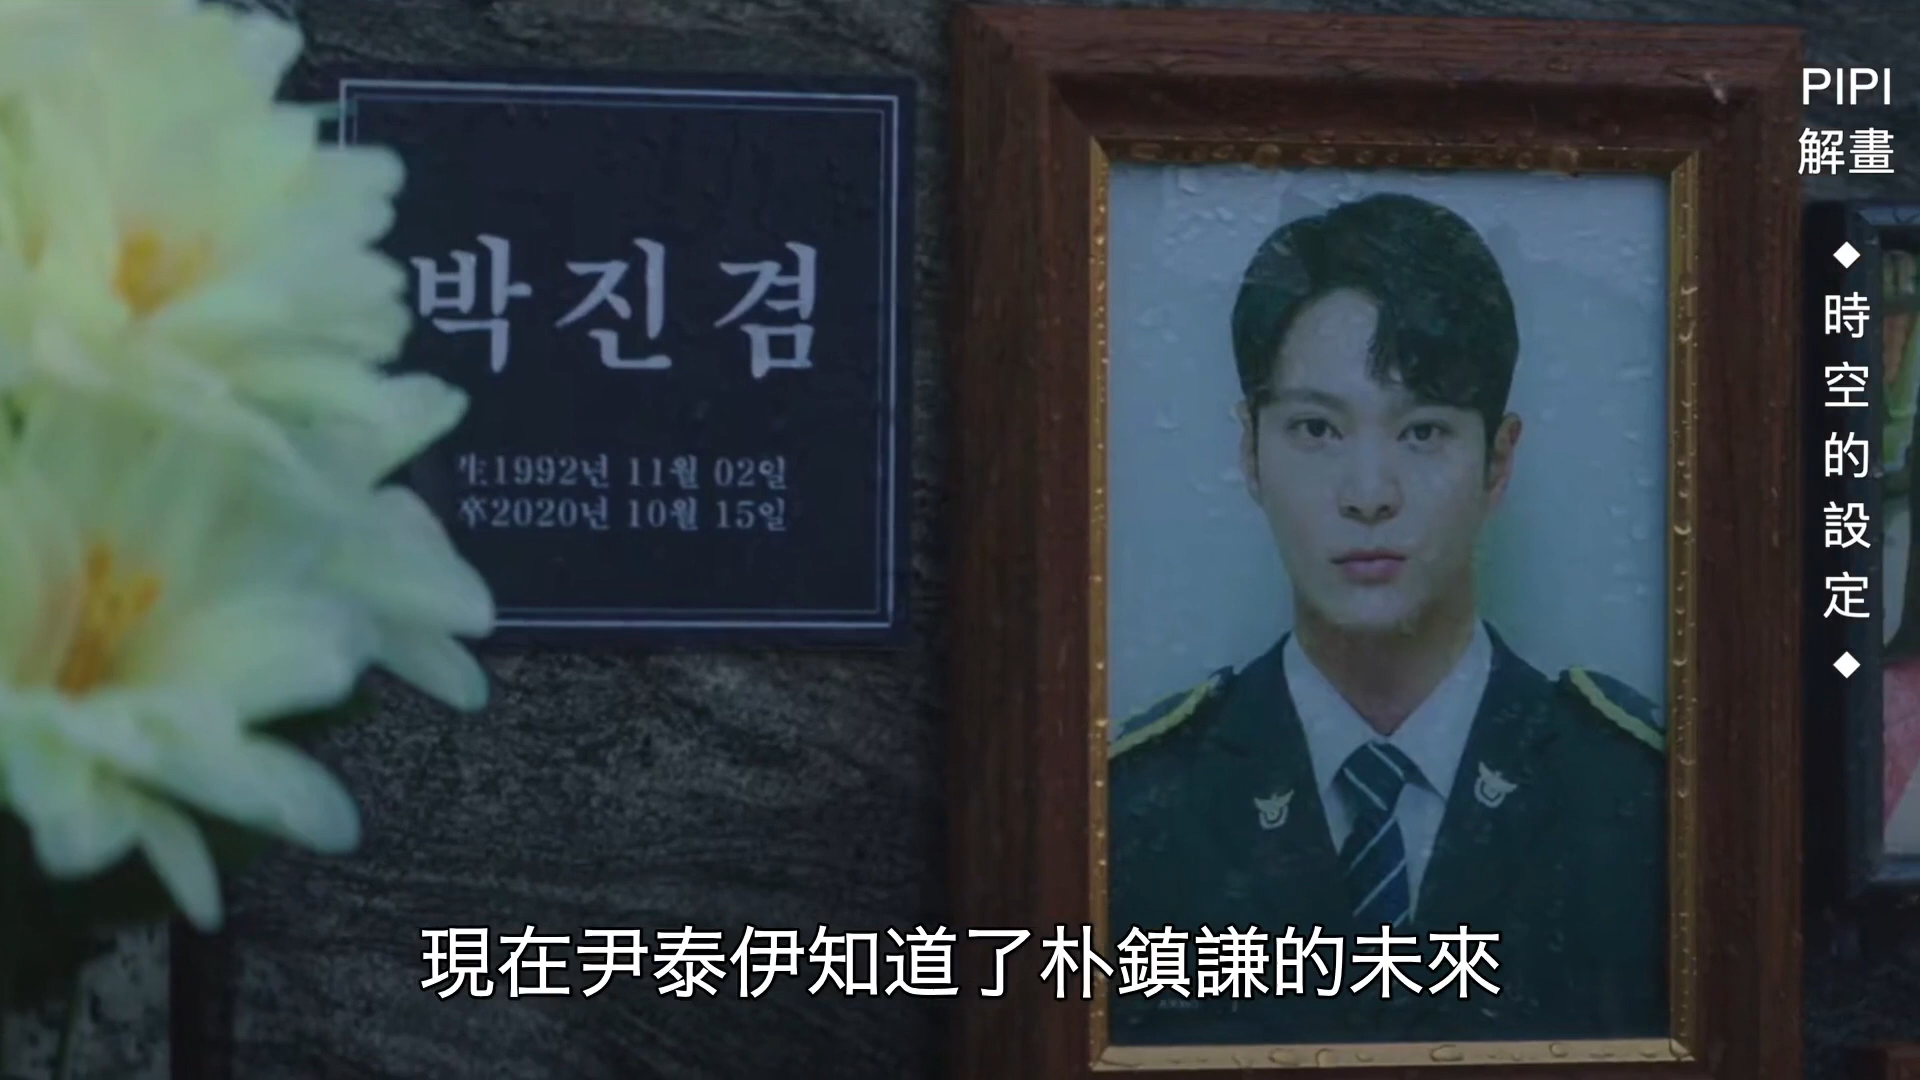 박진겸
生1992년 11월 02일
卒2020년 10월 15일
PIPI
解畫
◆時空的設定◆
現在尹泰伊知道了朴鎮謙的未來